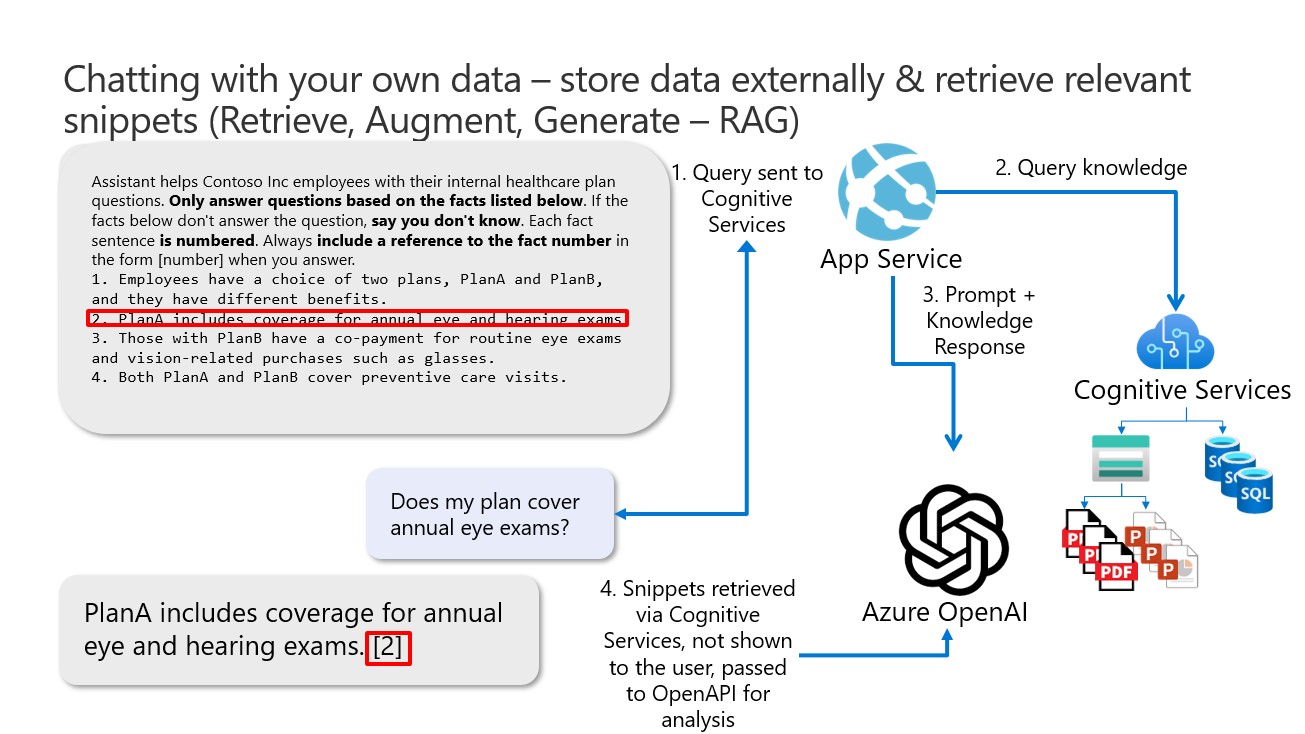 Chatting with your own data – store data externally & retrieve relevant
snippets (Retrieve, Augment, Generate – RAG)
Assistant helps Contoso Inc employees with their internal healthcare plan
questions. Only answer questions based on the facts listed below. If the
facts below don't answer the question, say you don't know. Each fact
sentence is numbered. Always include a reference to the fact number in
the form [number] when you answer.
1. Employees have a choice of two plans, PlanA and PlanB,
and they have different benefits.
2. PlanA includes coverage for annual eye and hearing exams
3. Those with PlanB have a co-payment for routine eye exams
and vision-related purchases such as glasses.
4. Both PlanA and PlanB cover preventive care visits.
1. Query sent to
Cognitive
Services
App Service
2. Query knowledge
3. Prompt +
Knowledge
Response
Cognitive Services
SQL
PDF
P
P
P
Does my plan cover
annual eye exams?
PlanA includes coverage for annual
eye and hearing exams. [2]
4. Snippets retrieved
via Cognitive
Services, not shown
to the user, passed
to OpenAPI for
analysis
Azure OpenAI